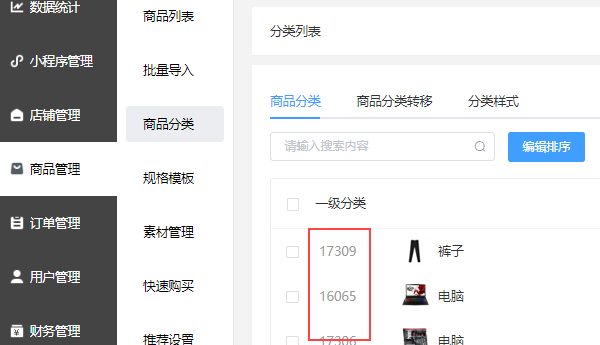 数据统计
小程序管理
店铺管理
商品管理
订单管理
用户管理
财务管理
商品列表
批量导入
商品分类
规格模板
素材管理
快速购买
推荐设置
分类列表
商品分类 商品分类转移 分类样式
请输入搜索内容 编辑排序
一级分类
17309 裤子
16065 电脑
17306 电脑